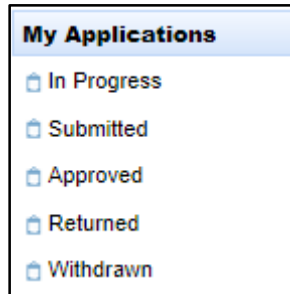 My Applications
In Progress
Submitted
Approved
Returned
Withdrawn